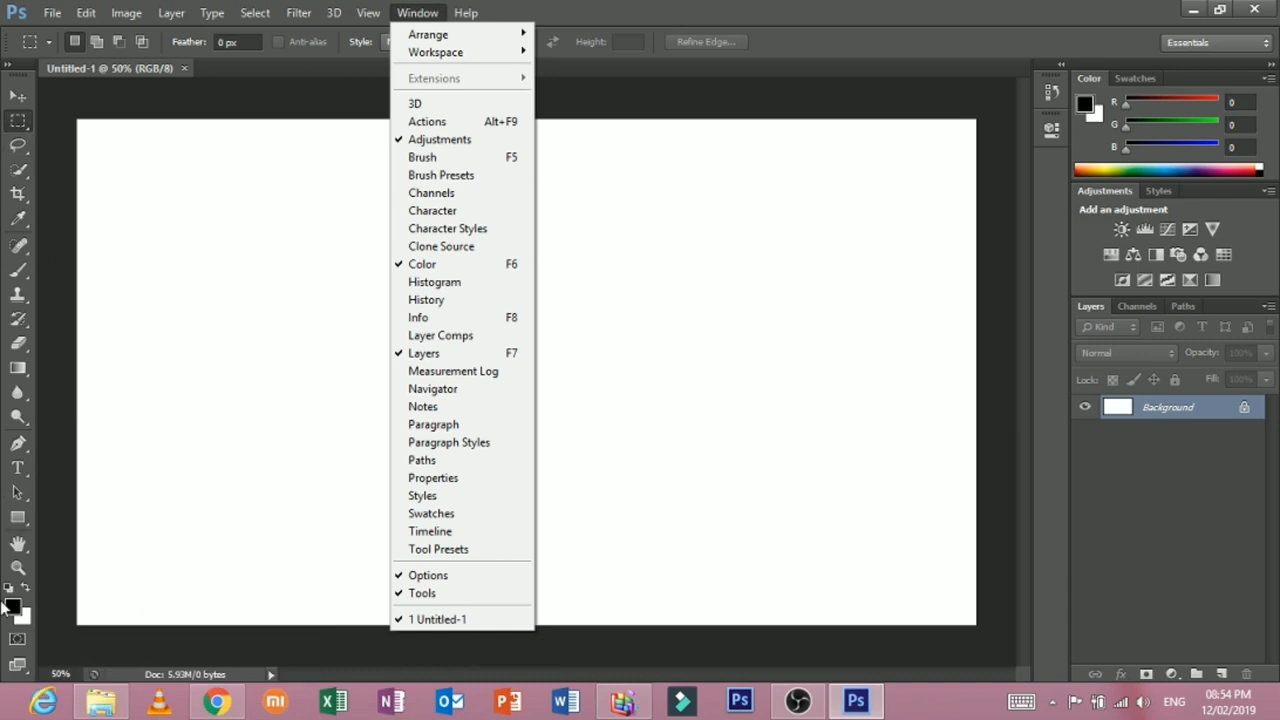 Ps File Edit Image Layer Type Select Filter 3D View Window Help
Feather: 0 px Anti-alias Style: Height: Refine Edge... Essentials
Untitled-1 @ 50% (RGB/8) ×
Arrange
Workspace
Extensions
3D
Actions Alt+F9
Adjustments
Brush F5
Brush Presets
Channels
Character
Character Styles
Clone Source
Color F6
Histogram
History
Info F8
Layer Comps
Layers F7
Measurement Log
Navigator
Notes
Paragraph
Paragraph Styles
Paths
Properties
Styles
Swatches
Timeline
Tool Presets
Options
Tools
1 Untitled-1
Color Swatches
R 0
G 0
B 0
Adjustments Styles
Add an adjustment
Layers Channels Paths
Kind
Normal Opacity: 100%
Lock: Fill: 100%
Background
50% Doc: 5.93M/0 bytes
Ps Ps ENG 08:54 PM
12/02/2019